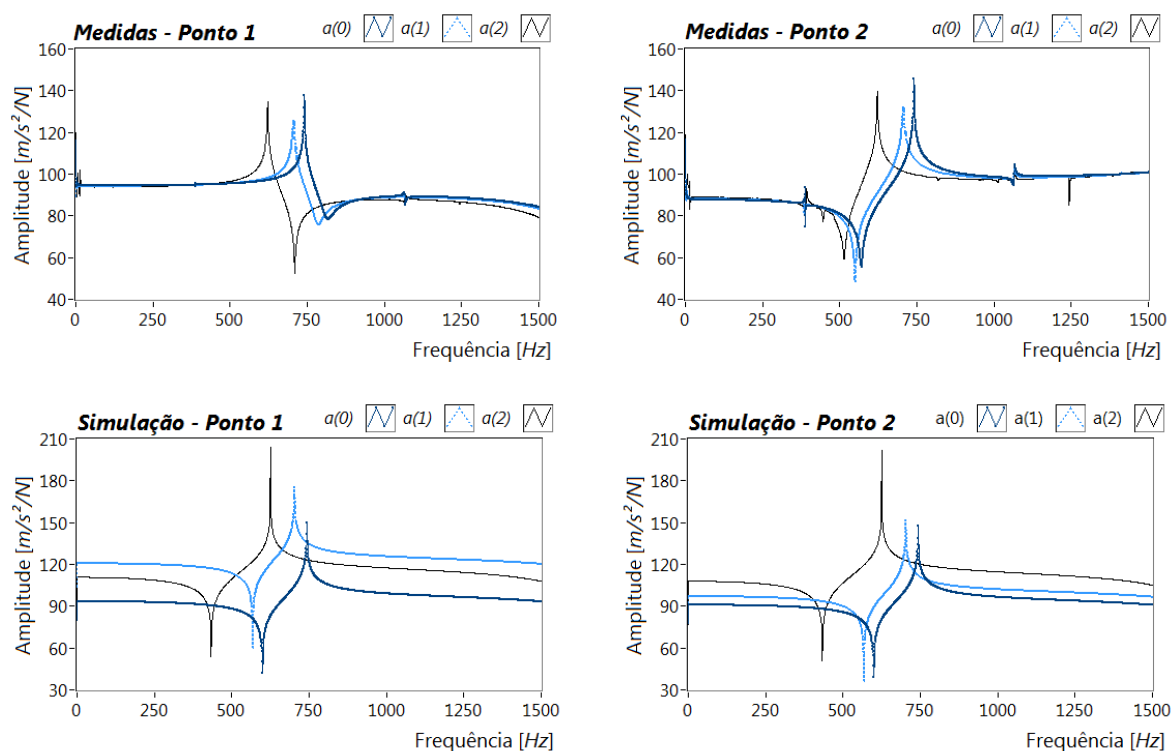 Medidas - Ponto 1 a(0) a(1) a(2)
Amplitude [m/s²/N]
160
140
120
100
80
60
40
0 250 500 750 1000 1250 1500
Frequência [Hz]
Medidas - Ponto 2 a(0) a(1) a(2)
Amplitude [m/s²/N]
160
140
120
100
80
60
40
0 250 500 750 1000 1250 1500
Frequência [Hz]
Simulação - Ponto 1 a(0) a(1) a(2)
Amplitude [m/s²/N]
210
180
150
120
90
60
30
0 250 500 750 1000 1250 1500
Frequência [Hz]
Simulação - Ponto 2 a(0) a(1) a(2)
Amplitude [m/s²/N]
210
180
150
120
90
60
30
0 250 500 750 1000 1250 1500
Frequência [Hz]